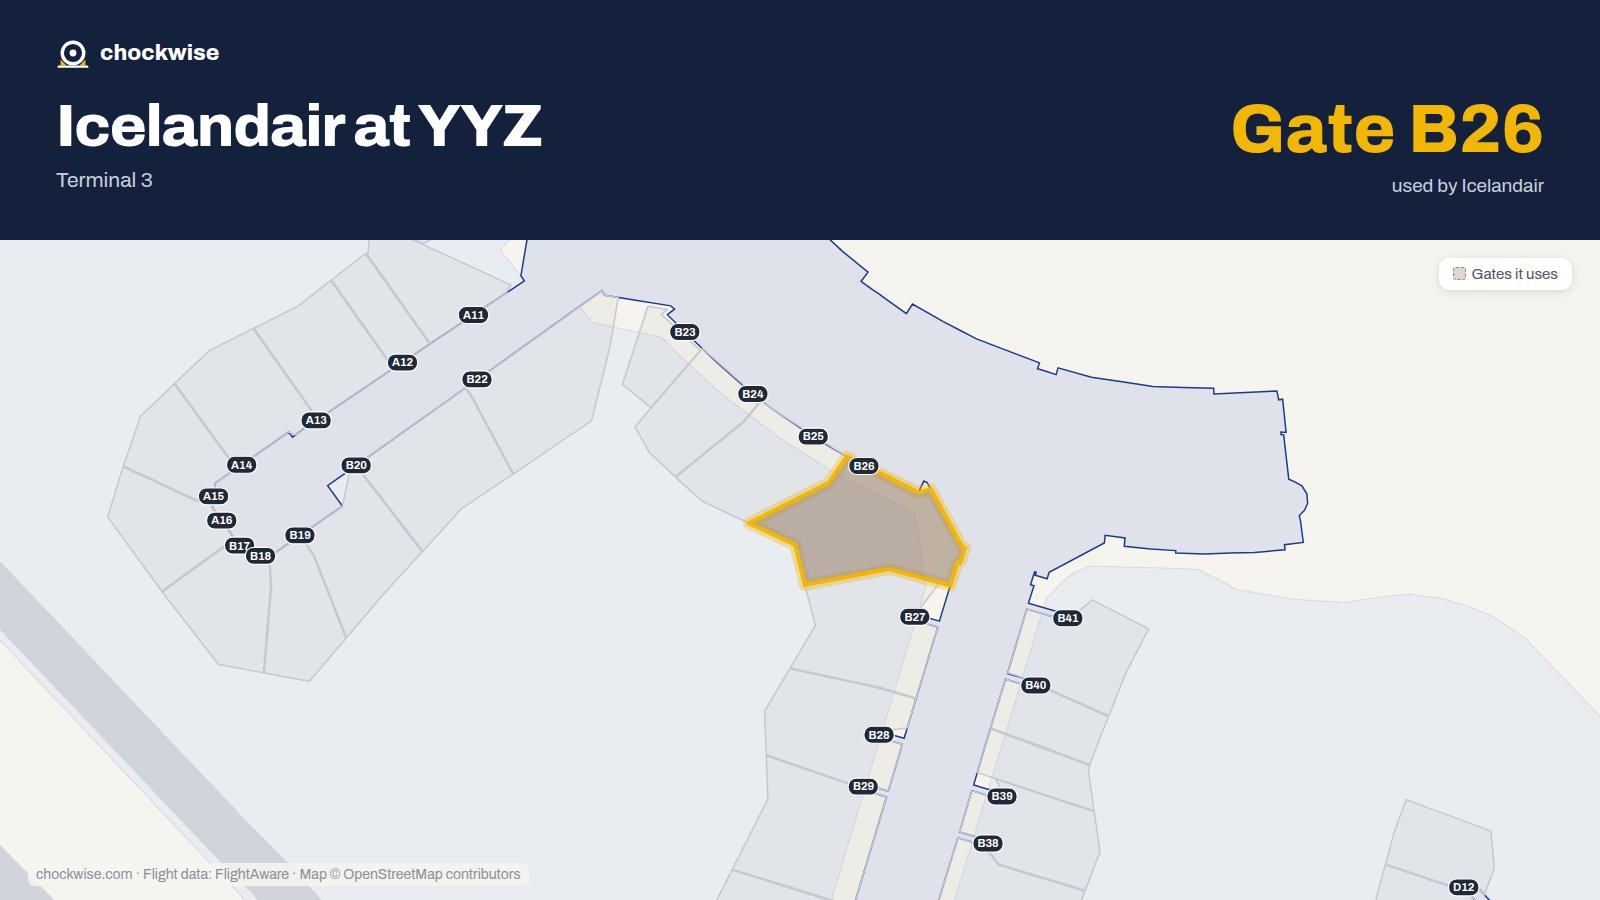 chockwise
Icelandair at YYZ
Terminal 3
Gate B26
used by Icelandair
Gates it uses
A11
A12
A13
A14
A15
A16
B17
B18
B19
B20
B22
B23
B24
B25
B26
B27
B28
B29
B41
B40
B39
B38
D12
chockwise.com · Flight data: FlightAware · Map © OpenStreetMap contributors